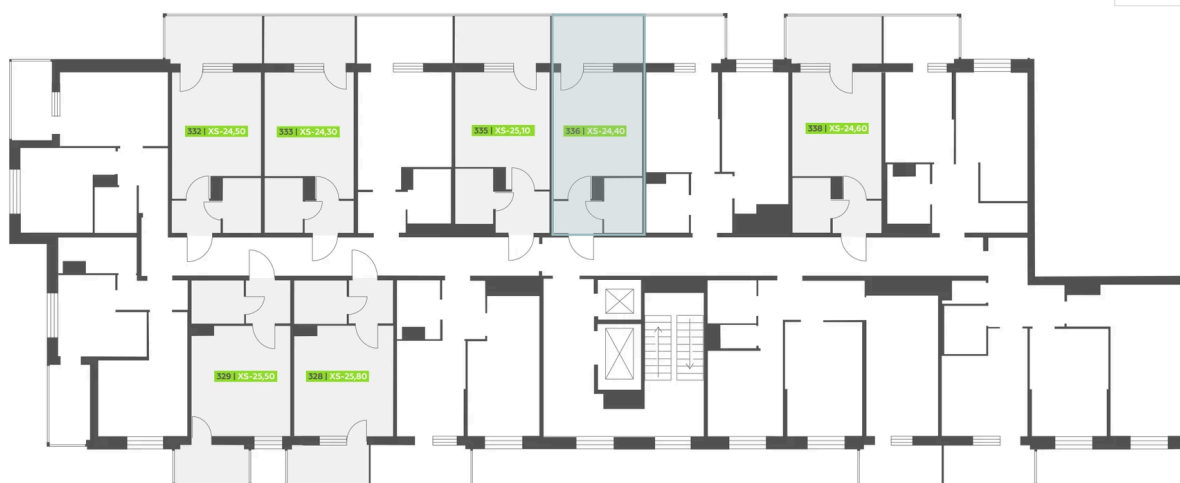 332 | XS-24,50
333 | XS-24,30
335 | XS-25,10
336 | XS-24,40
338 | XS-24,60
329 | XS-25,50
328 | XS-25,80